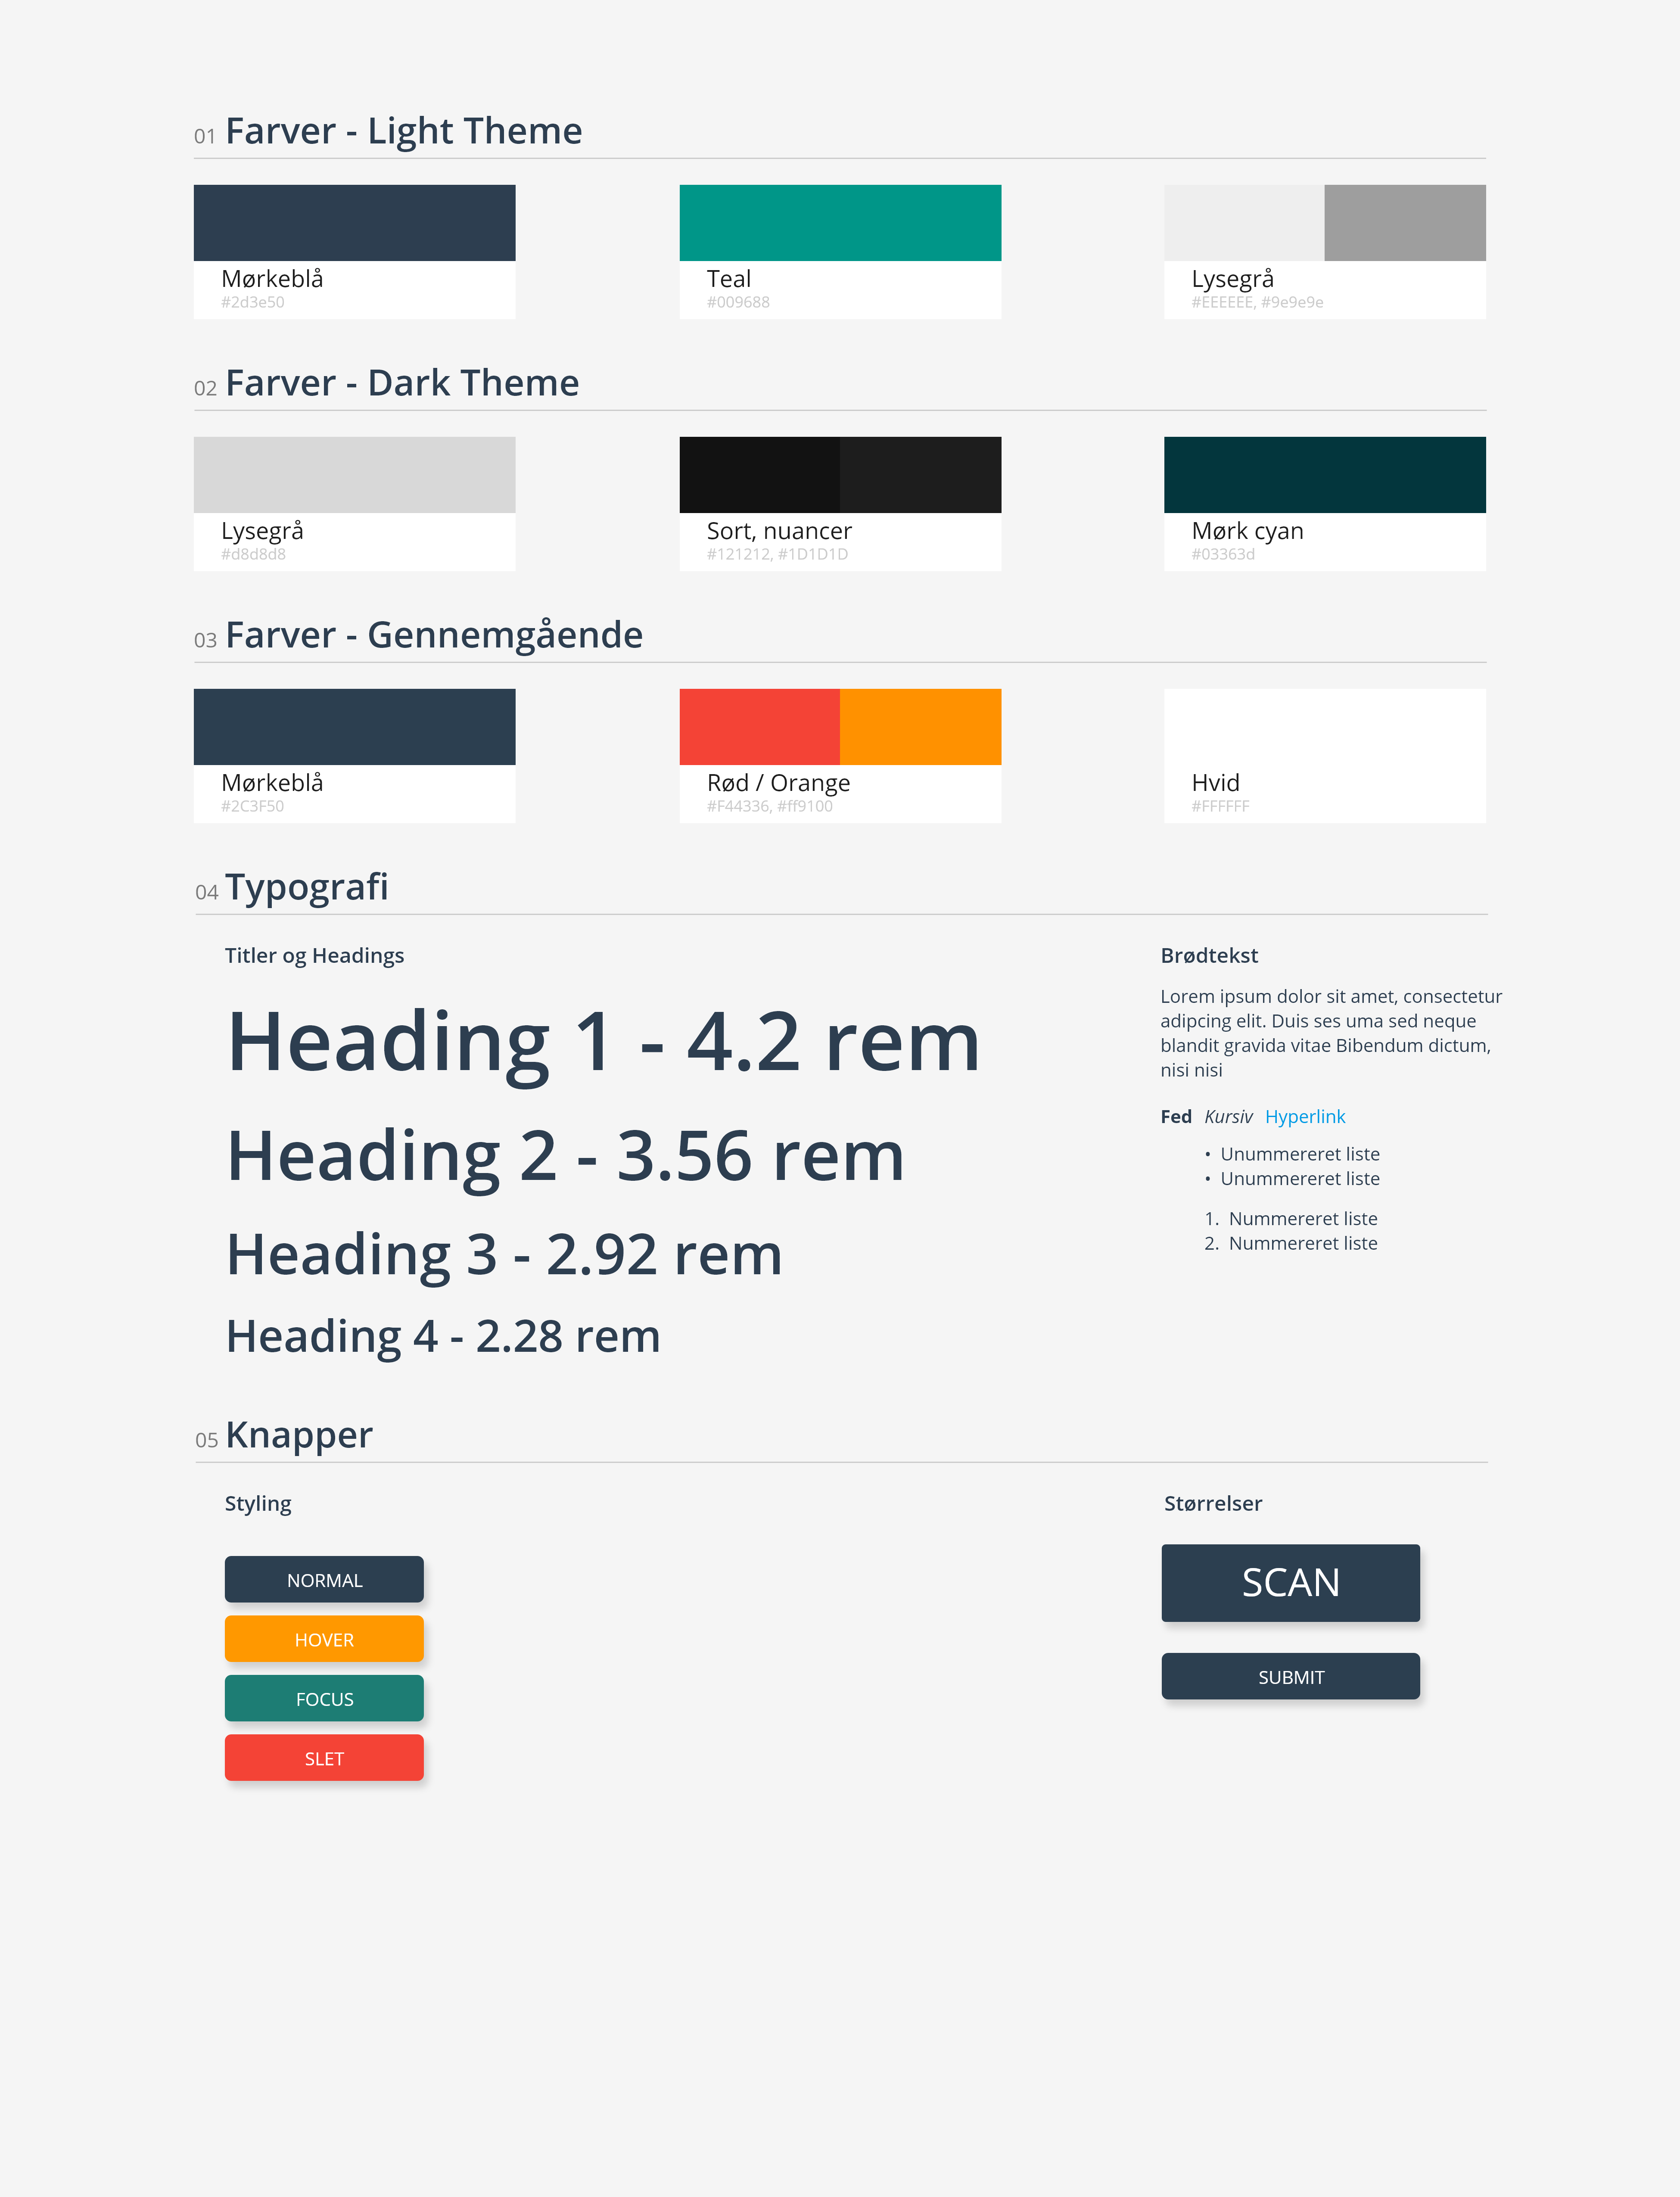 01 Farver - Light Theme
Mørkeblå
#2d3e50
Teal
#009688
Lysegrå
#EEEEEE, #9e9e9e
02 Farver - Dark Theme
Lysegrå
#d8d8d8
Sort, nuancer
#121212, #1D1D1D
Mørk cyan
#03363d
03 Farver - Gennemgående
Mørkeblå
#2C3F50
Rød / Orange
#F44336, #ff9100
Hvid
#FFFFFF
04 Typografi
Titler og Headings
Heading 1 - 4.2 rem
Heading 2 - 3.56 rem
Heading 3 - 2.92 rem
Heading 4 - 2.28 rem
Brødtekst
Lorem ipsum dolor sit amet, consectetur
adipcing elit. Duis ses uma sed neque
blandit gravida vitae Bibendum dictum,
nisi nisi
Fed Kursiv Hyperlink
• Unummereret liste
• Unummereret liste
1. Nummereret liste
2. Nummereret liste
05 Knapper
Styling
NORMAL
HOVER
FOCUS
SLET
Størrelser
SCAN
SUBMIT